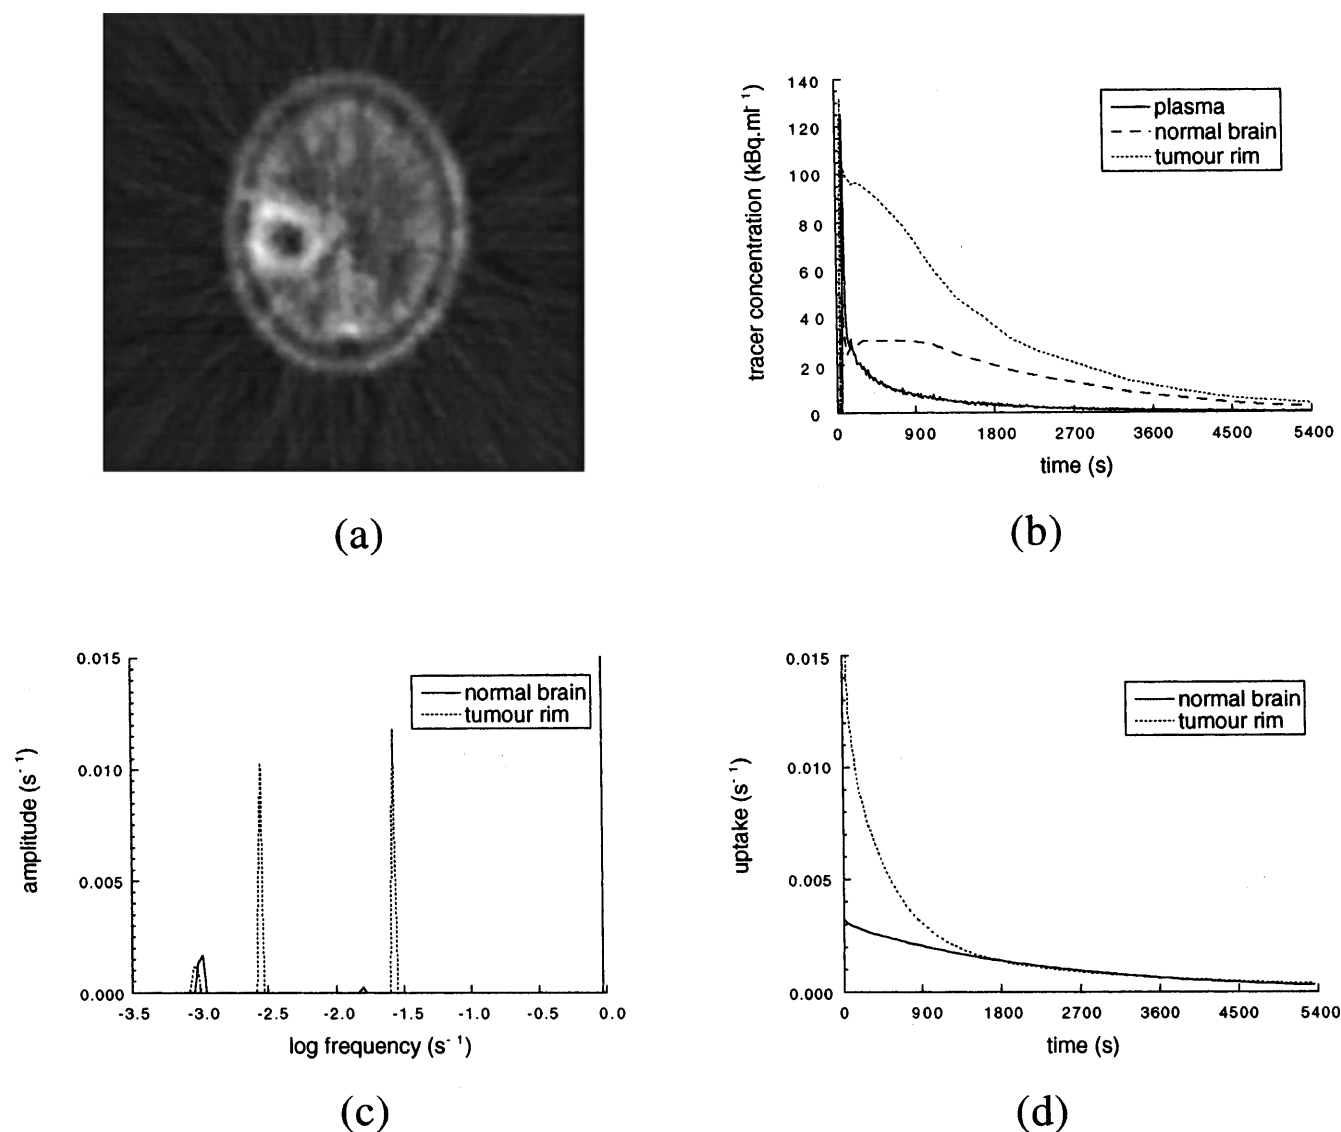 (a)
140
120
100
80
60
40
20
0
tracer concentration (kBq.ml⁻¹)
plasma
normal brain
tumour rim
0 900 1800 2700 3600 4500 5400
time (s)
(b)
0.015
0.010
0.005
0.000
amplitude (s⁻¹)
normal brain
tumour rim
-3.5 -3.0 -2.5 -2.0 -1.5 -1.0 -0.5 0.0
log frequency (s⁻¹)
(c)
0.015
0.010
0.005
0.000
uptake (s⁻¹)
normal brain
tumour rim
0 900 1800 2700 3600 4500 5400
time (s)
(d)